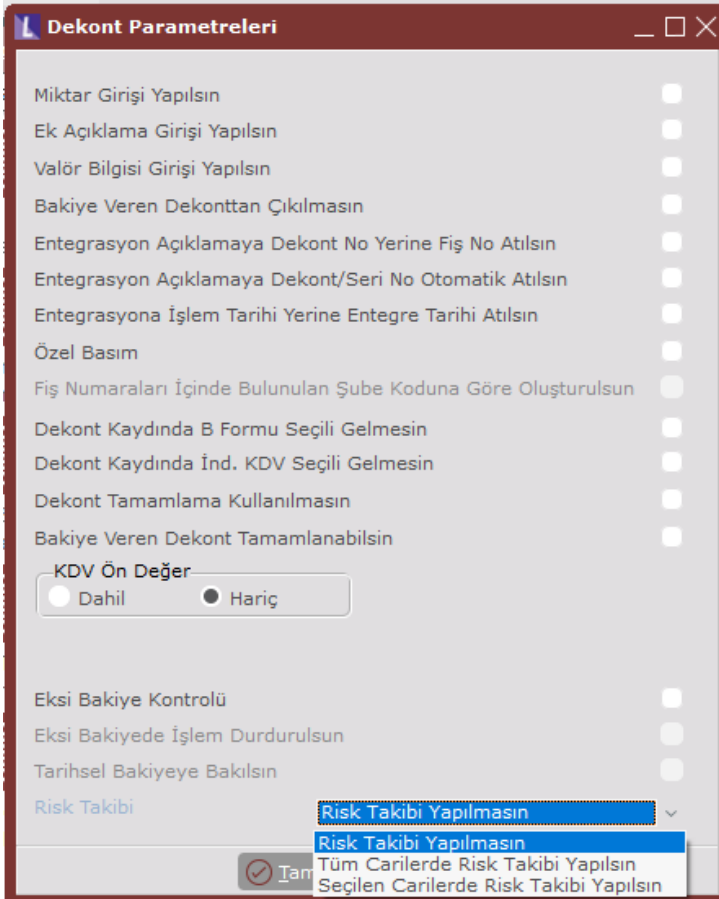 Dekont Parametreleri
Miktar Girişi Yapılsın
Ek Açıklama Girişi Yapılsın
Valör Bilgisi Girişi Yapılsın
Bakiye Veren Dekonttan Çıkılmasın
Entegrasyon Açıklamaya Dekont No Yerine Fiş No Atılsın
Entegrasyon Açıklamaya Dekont/Seri No Otomatik Atılsın
Entegrasyona İşlem Tarihi Yerine Entegre Tarihi Atılsın
Özel Basım
Fiş Numaraları İçinde Bulunulan Şube Koduna Göre Oluşturulsun
Dekont Kaydında B Formu Seçili Gelmesin
Dekont Kaydında İnd. KDV Seçili Gelmesin
Dekont Tamamlama Kullanılmasın
Bakiye Veren Dekont Tamamlanabilsin
KDV Ön Değer
Dahil Hariç
Eksi Bakiye Kontrolü
Eksi Bakiyede İşlem Durdurulsun
Tarihsel Bakiyeye Bakılsın
Risk Takibi Risk Takibi Yapılmasın
Risk Takibi Yapılmasın
Tüm Carilerde Risk Takibi Yapılsın
Seçilen Carilerde Risk Takibi Yapılsın